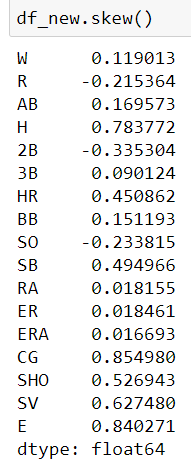 df_new.skew()
W 0.119013
R -0.215364
AB 0.169573
H 0.783772
2B -0.335304
3B 0.090124
HR 0.450862
BB 0.151193
SO -0.233815
SB 0.494966
RA 0.018155
ER 0.018461
ERA 0.016693
CG 0.854980
SHO 0.526943
SV 0.627480
E 0.840271
dtype: float64